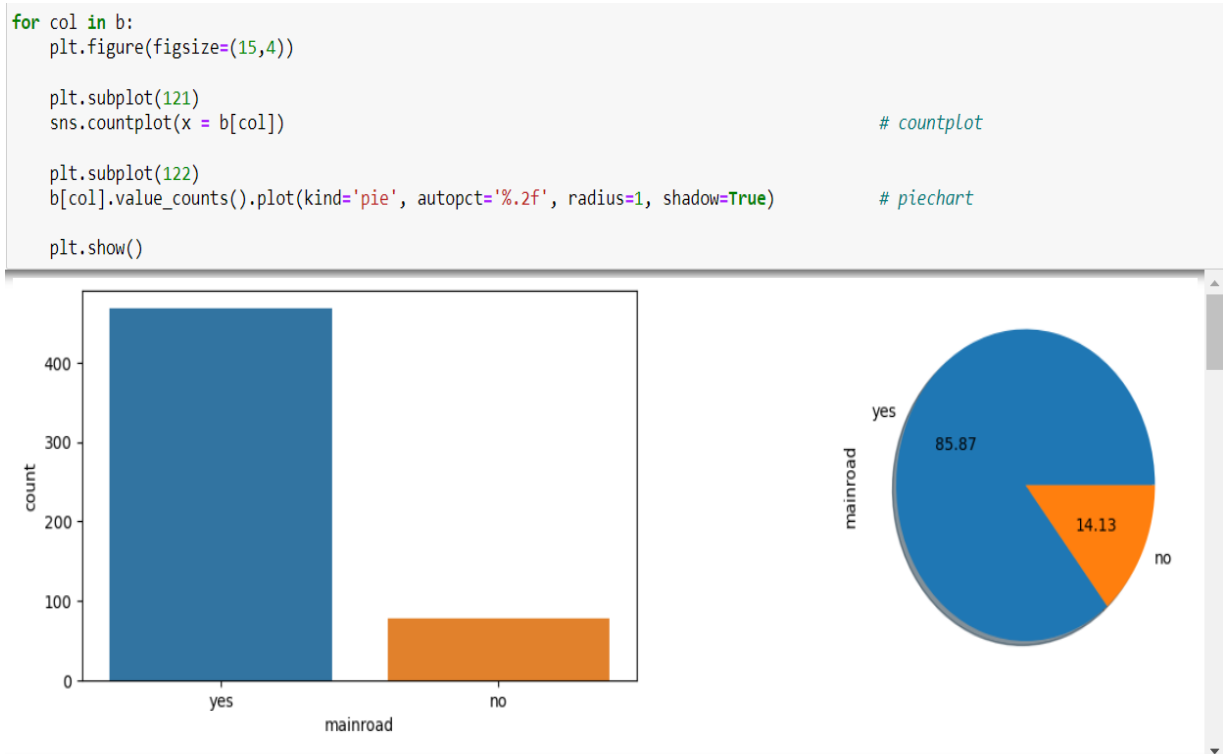 for col in b:
    plt.figure(figsize=(15,4))
    plt.subplot(121)
    sns.countplot(x = b[col]) # countplot
    plt.subplot(122)
    b[col].value_counts().plot(kind='pie', autopct='%.2f', radius=1, shadow=True) # piechart
    plt.show()
400
300
200
100
0
count
yes
no
mainroad
yes
85.87
mainroad
14.13
no